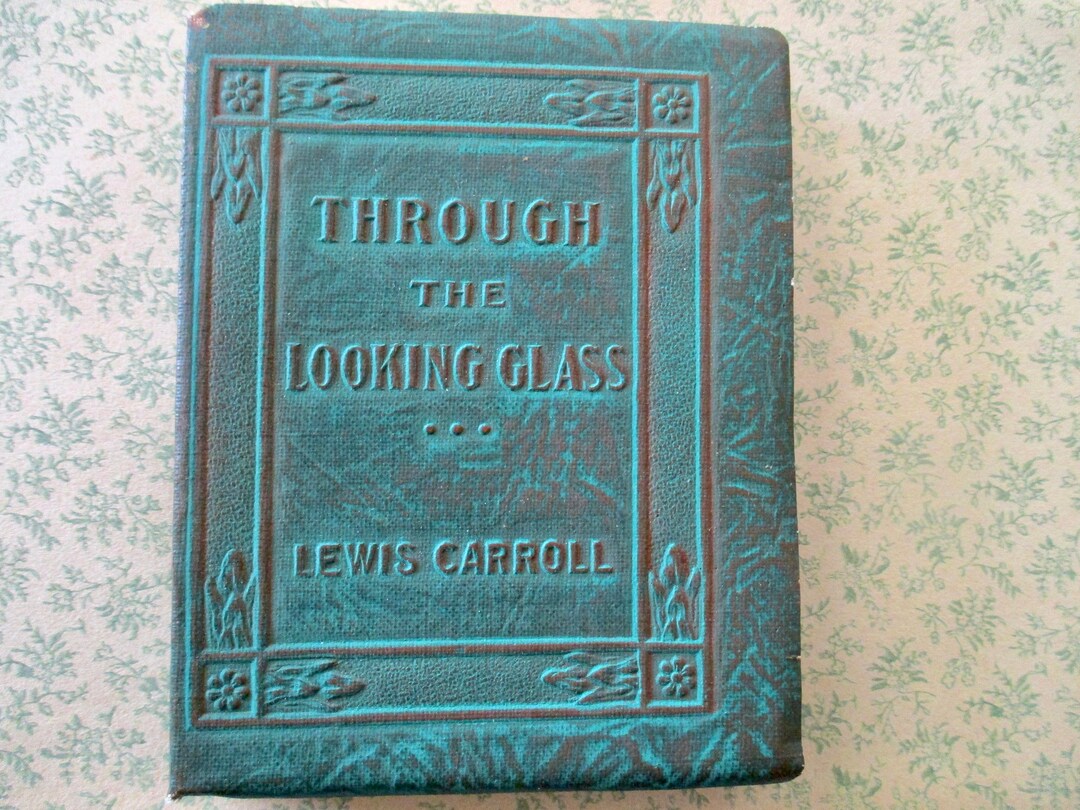 THROUGH
THE
LOOKING GLASS
...
LEWIS CARROLL